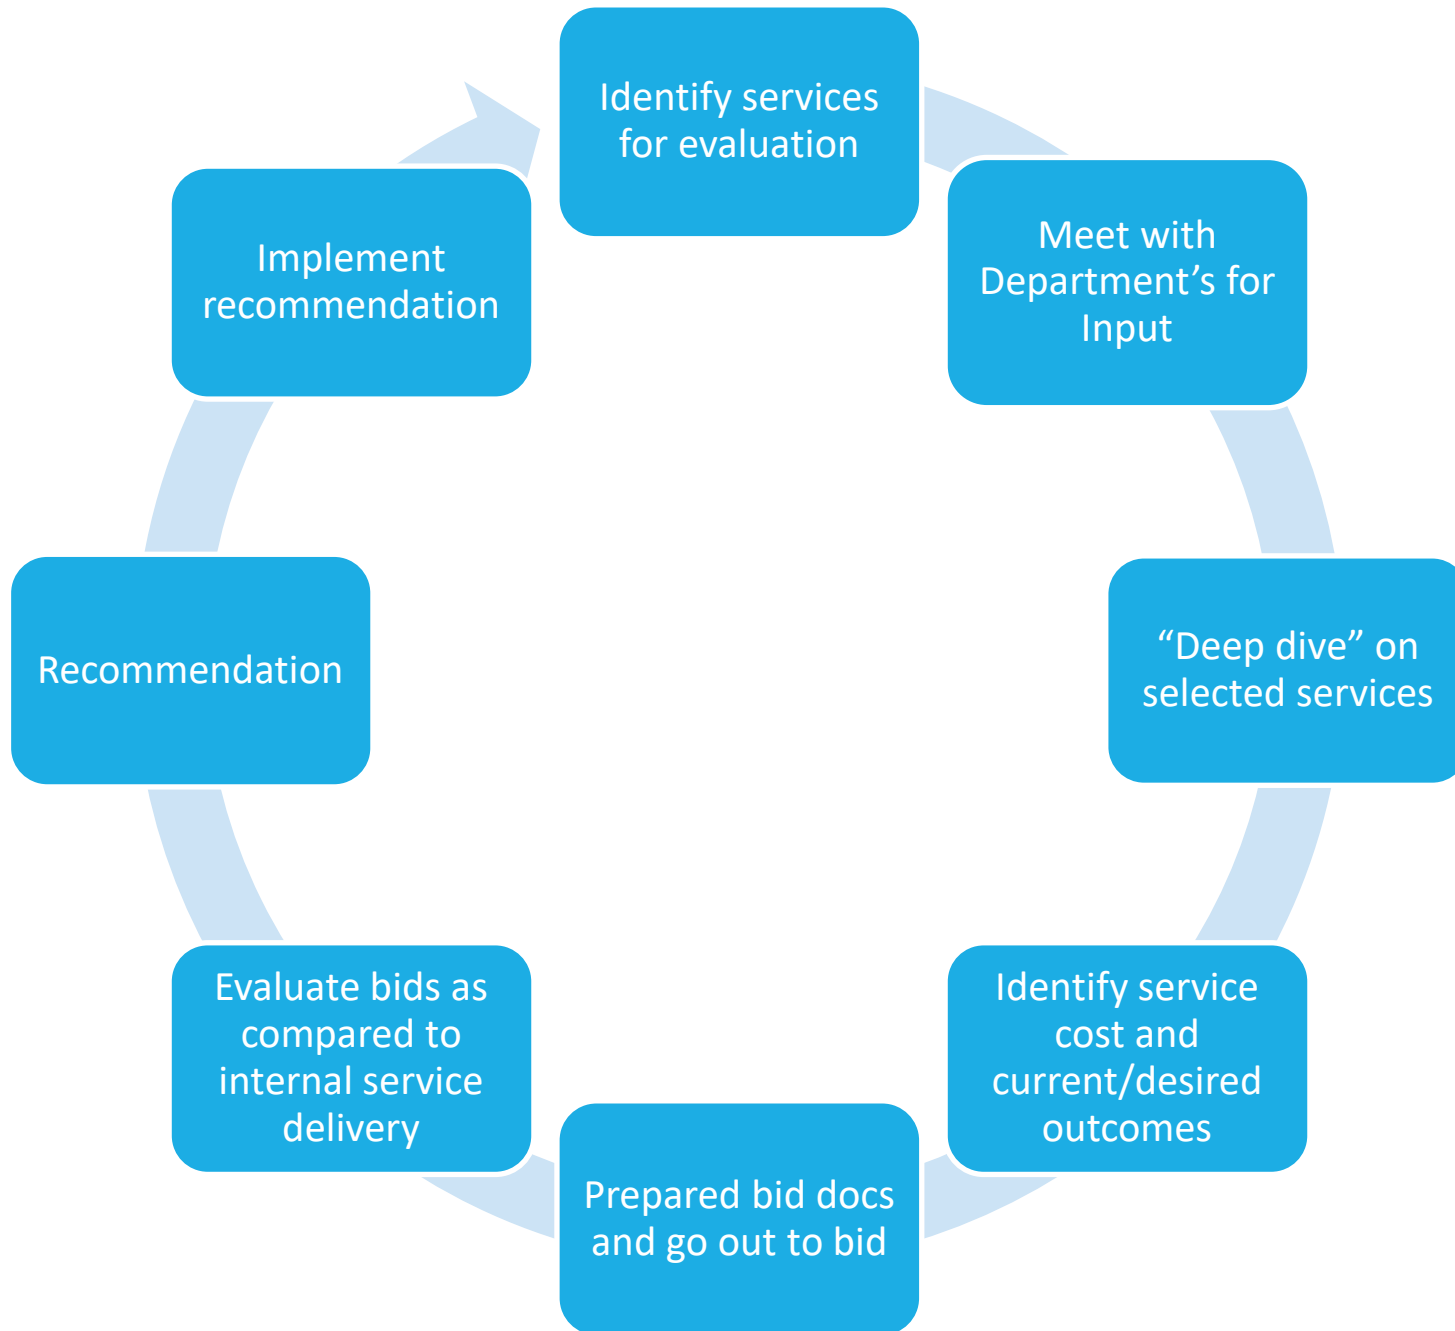 Identify services
for evaluation
Meet with
Department’s for
Input
“Deep dive” on
selected services
Identify service
cost and
current/desired
outcomes
Prepared bid docs
and go out to bid
Evaluate bids as
compared to
internal service
delivery
Recommendation
Implement
recommendation